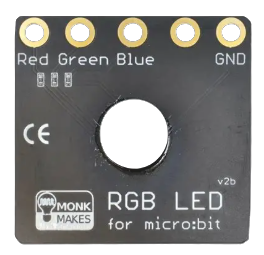 Red Green Blue GND
CE
v2b
MONK
MAKES
RGB LED
for micro:bit